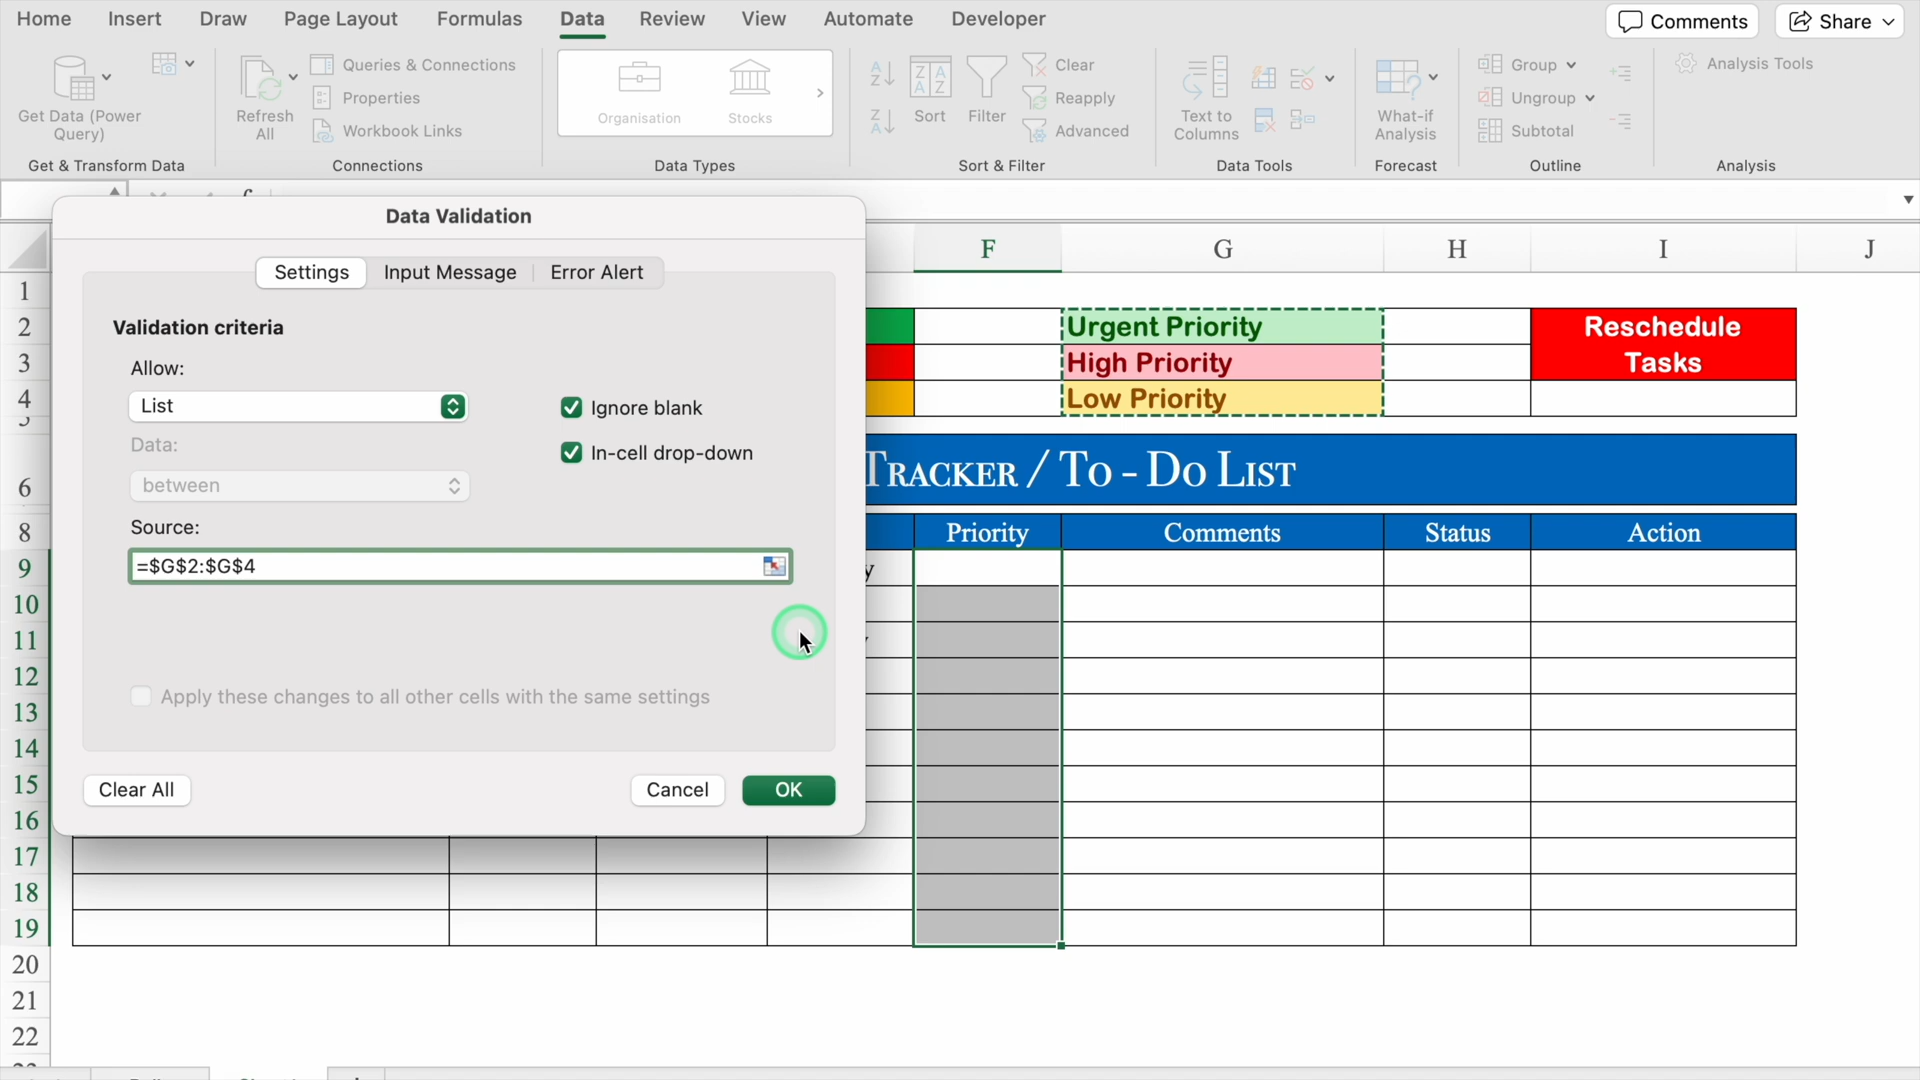 Home Insert Draw Page Layout Formulas Data Review View Automate Developer Comments Share
Get Data (Power Query)
Refresh All
Queries & Connections
Properties
Workbook Links
Organisation Stocks
Sort
Filter
Clear
Reapply
Advanced
Text to Columns
What-if Analysis
Group
Ungroup
Subtotal
Analysis Tools
Get & Transform Data Connections Data Types Sort & Filter Data Tools Forecast Outline Analysis
Data Validation
Settings Input Message Error Alert
Validation criteria
Allow:
List
Ignore blank
Data:
In-cell drop-down
between
Source:
=$G$2:$G$4
Apply these changes to all other cells with the same settings
Clear All Cancel OK
F G H I J
1
2 Urgent Priority Reschedule
3 High Priority Tasks
4 Low Priority
5
6 Tracker / To - Do List
8 Priority Comments Status Action
9 y
10
11
12
13
14
15
16
17
18
19
20
21
22